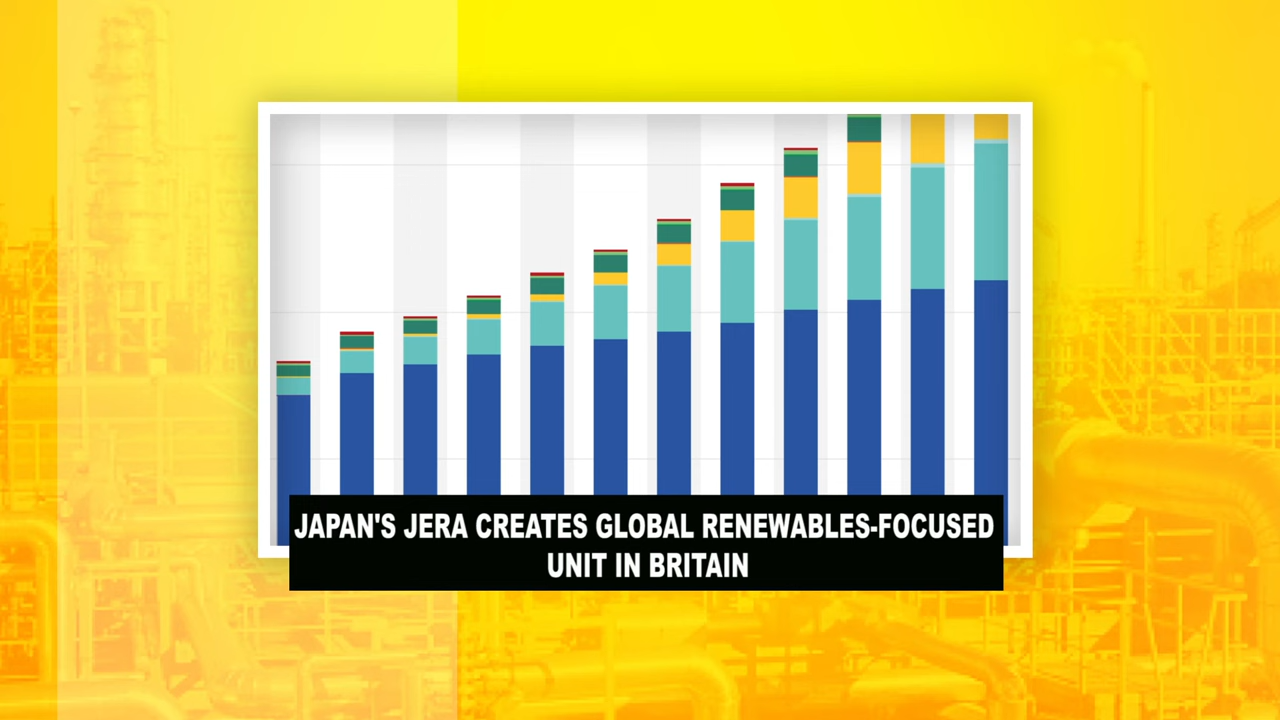 JAPAN'S JERA CREATES GLOBAL RENEWABLES-FOCUSED
UNIT IN BRITAIN